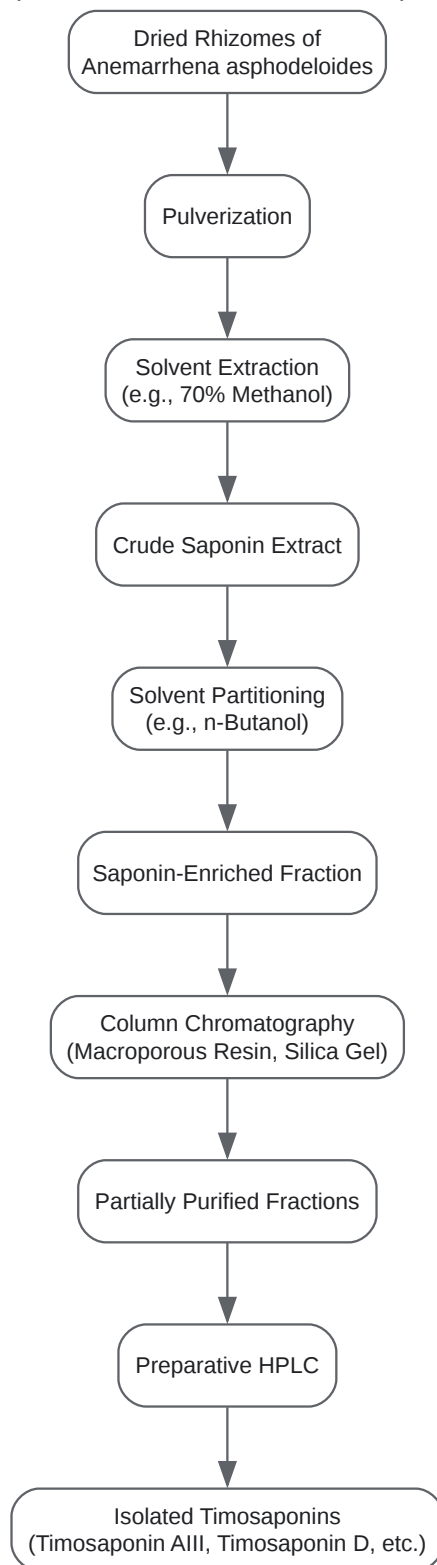 Dried Rhizomes of
Anemarrhena asphodeloides
Pulverization
Solvent Extraction
(e.g., 70% Methanol)
Crude Saponin Extract
Solvent Partitioning
(e.g., n-Butanol)
Saponin-Enriched Fraction
Column Chromatography
(Macroporous Resin, Silica Gel)
Partially Purified Fractions
Preparative HPLC
Isolated Timosaponins
(Timosaponin AIII, Timosaponin D, etc.)